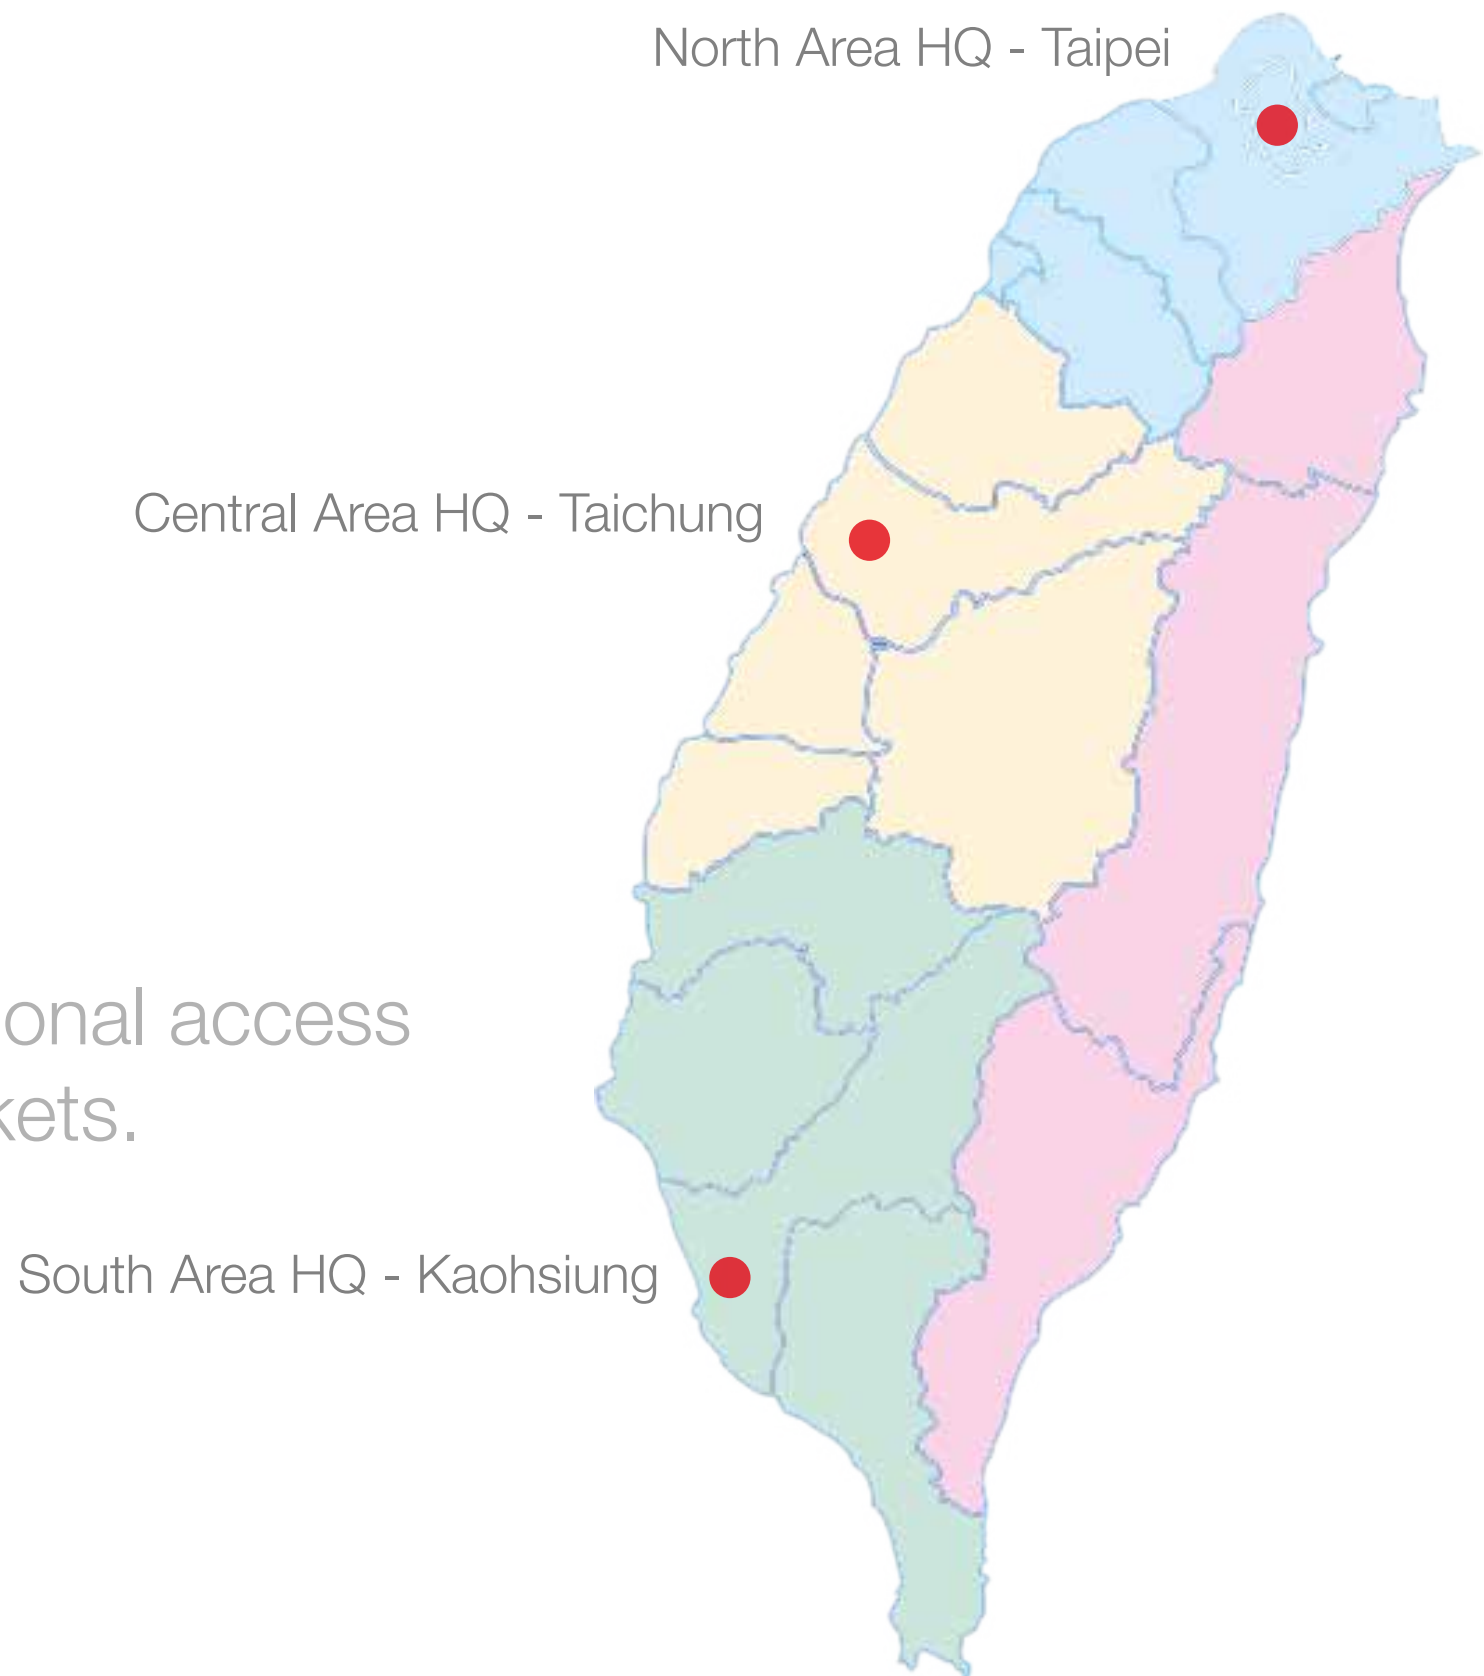 North Area HQ - Taipei
Central Area HQ - Taichung
onal access
kets.
South Area HQ - Kaohsiung